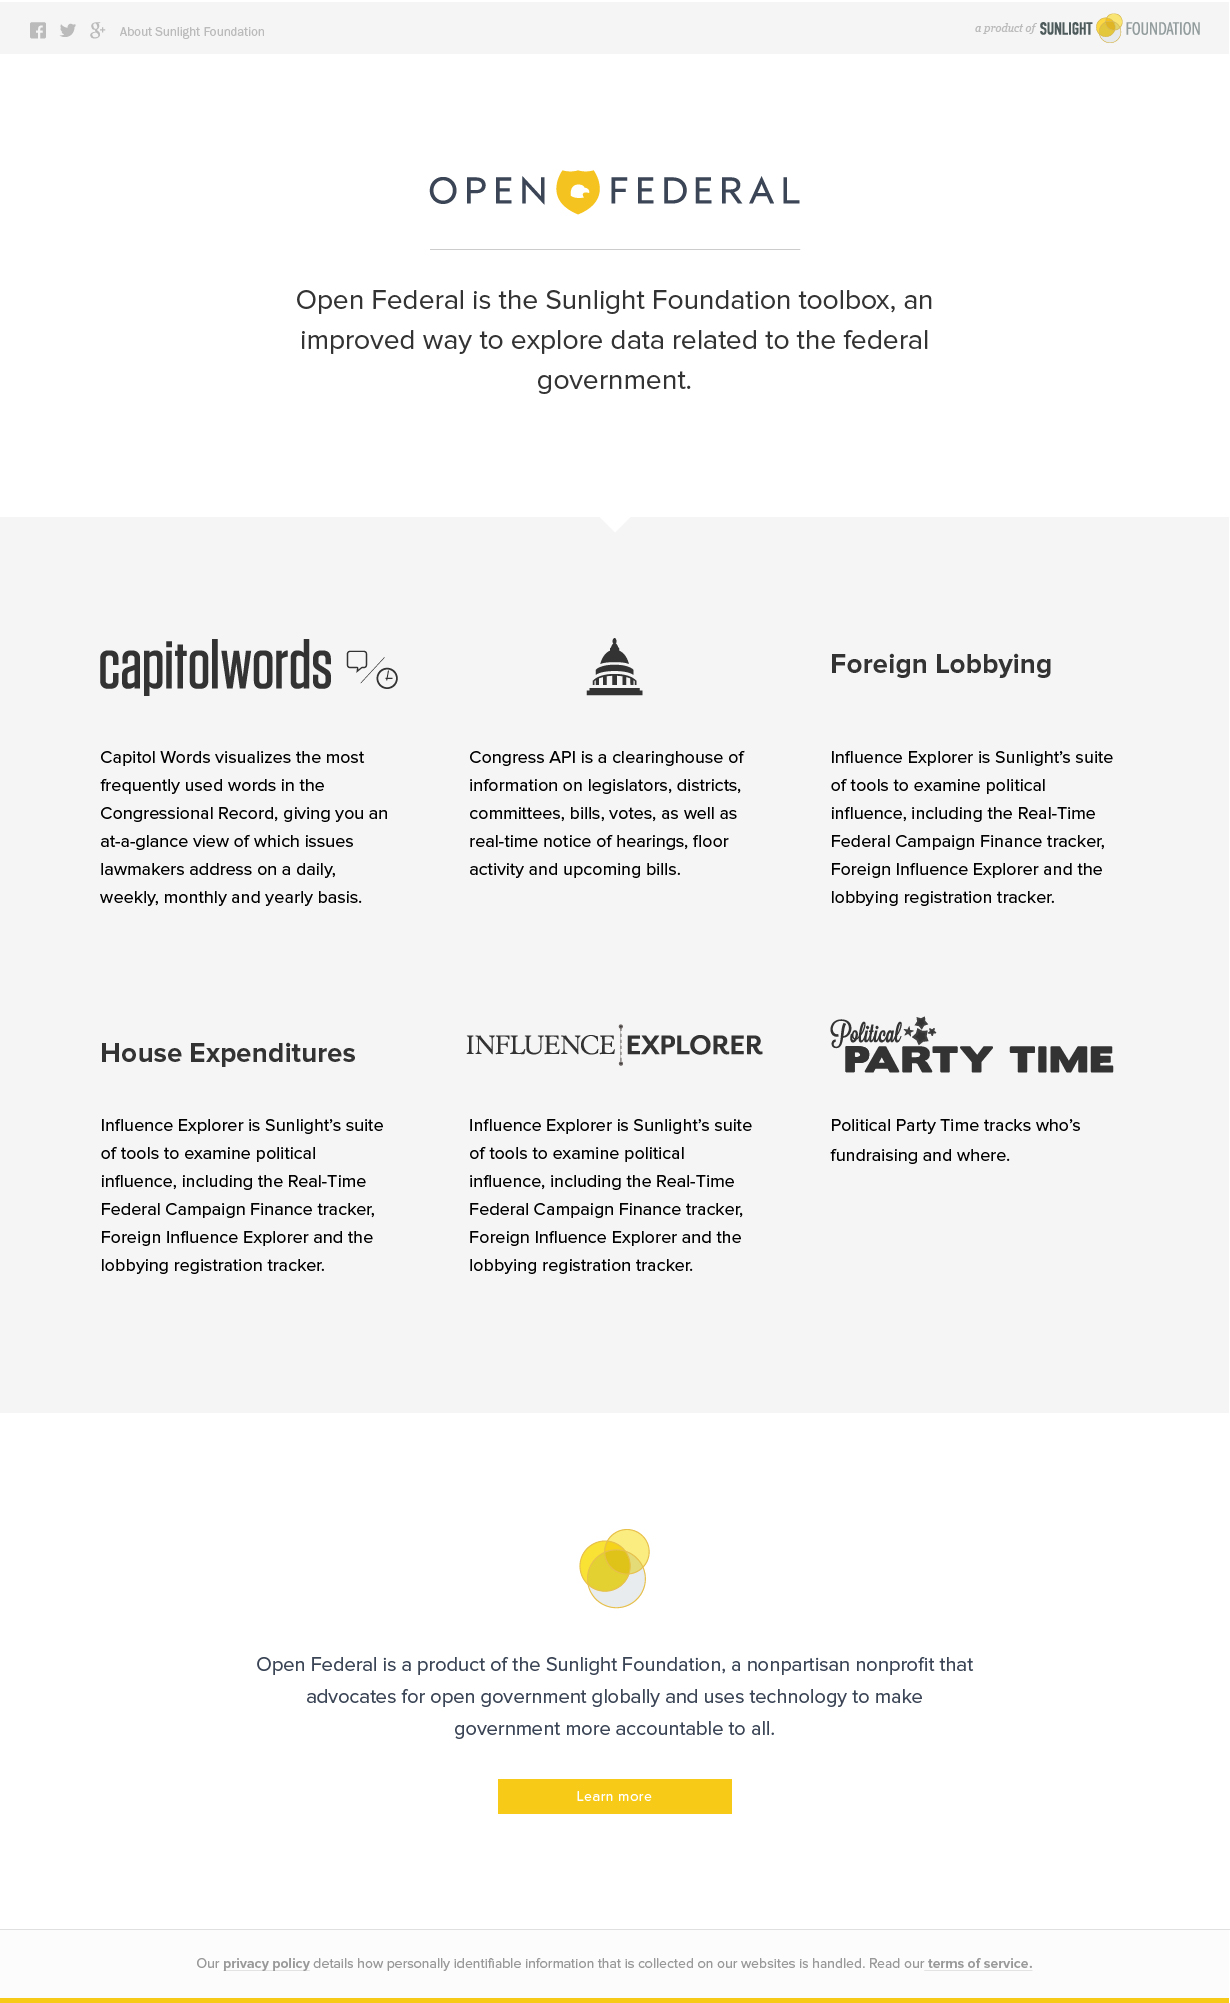 About Sunlight Foundation
a product of SUNLIGHT FOUNDATION
OPEN FEDERAL
Open Federal is the Sunlight Foundation toolbox, an
improved way to explore data related to the federal
government.
capitolwords
Capitol Words visualizes the most
frequently used words in the
Congressional Record, giving you an
at-a-glance view of which issues
lawmakers address on a daily,
weekly, monthly and yearly basis.
Congress API is a clearinghouse of
information on legislators, districts,
committees, bills, votes, as well as
real-time notice of hearings, floor
activity and upcoming bills.
Foreign Lobbying
Influence Explorer is Sunlight’s suite
of tools to examine political
influence, including the Real-Time
Federal Campaign Finance tracker,
Foreign Influence Explorer and the
lobbying registration tracker.
House Expenditures
Influence Explorer is Sunlight’s suite
of tools to examine political
influence, including the Real-Time
Federal Campaign Finance tracker,
Foreign Influence Explorer and the
lobbying registration tracker.
INFLUENCE EXPLORER
Influence Explorer is Sunlight’s suite
of tools to examine political
influence, including the Real-Time
Federal Campaign Finance tracker,
Foreign Influence Explorer and the
lobbying registration tracker.
Political
PARTY TIME
Political Party Time tracks who’s
fundraising and where.
Open Federal is a product of the Sunlight Foundation, a nonpartisan nonprofit that
advocates for open government globally and uses technology to make
government more accountable to all.
Learn more
Our privacy policy details how personally identifiable information that is collected on our websites is handled. Read our terms of service.